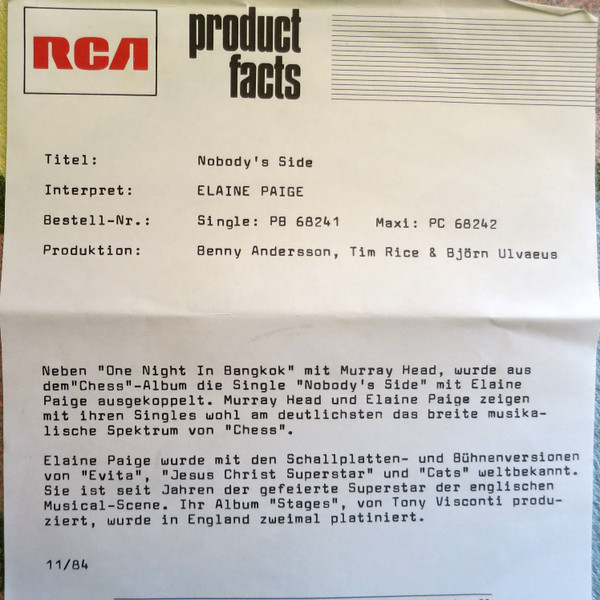 RCA
product
facts
Titel: Nobody's Side
Interpret: ELAINE PAIGE
Bestell-Nr.: Single: PB 68241 Maxi: PC 68242
Produktion: Benny Andersson, Tim Rice & Björn Ulvaeus
Neben "One Night In Bangkok" mit Murray Head, wurde aus
dem"Chess"-Album die Single "Nobody's Side" mit Elaine
Paige ausgekoppelt. Murray Head und Elaine Paige zeigen
mit ihren Singles wohl am deutlichsten das breite musika-
lische Spektrum von "Chess".
Elaine Paige wurde mit den Schallplatten- und Bühnenversionen
von "Evita", "Jesus Christ Superstar" und "Cats" weltbekannt.
Sie ist seit Jahren der gefeierte Superstar der englischen
Musical-Scene. Ihr Album "Stages", von Tony Visconti produ-
ziert, wurde in England zweimal platiniert.
11/84